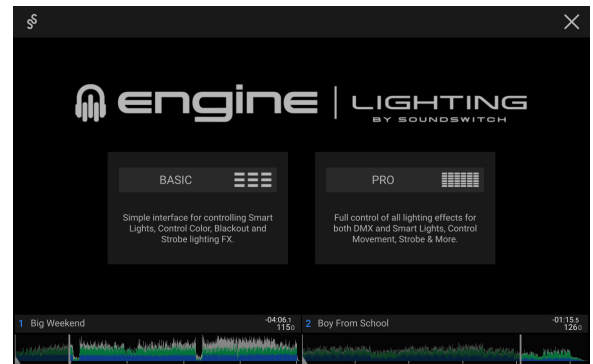 engine LIGHTING
BY SOUNDSWITCH
BASIC
Simple interface for controlling Smart
Lights, Control Color, Blackout and
Strobe lighting FX.
PRO
Full control of all lighting effects for
both DMX and Smart Lights, Control
Movement, Strobe & More.
1 Big Weekend -04:06.1
115.0
2 Boy From School -01:15.5
126.0